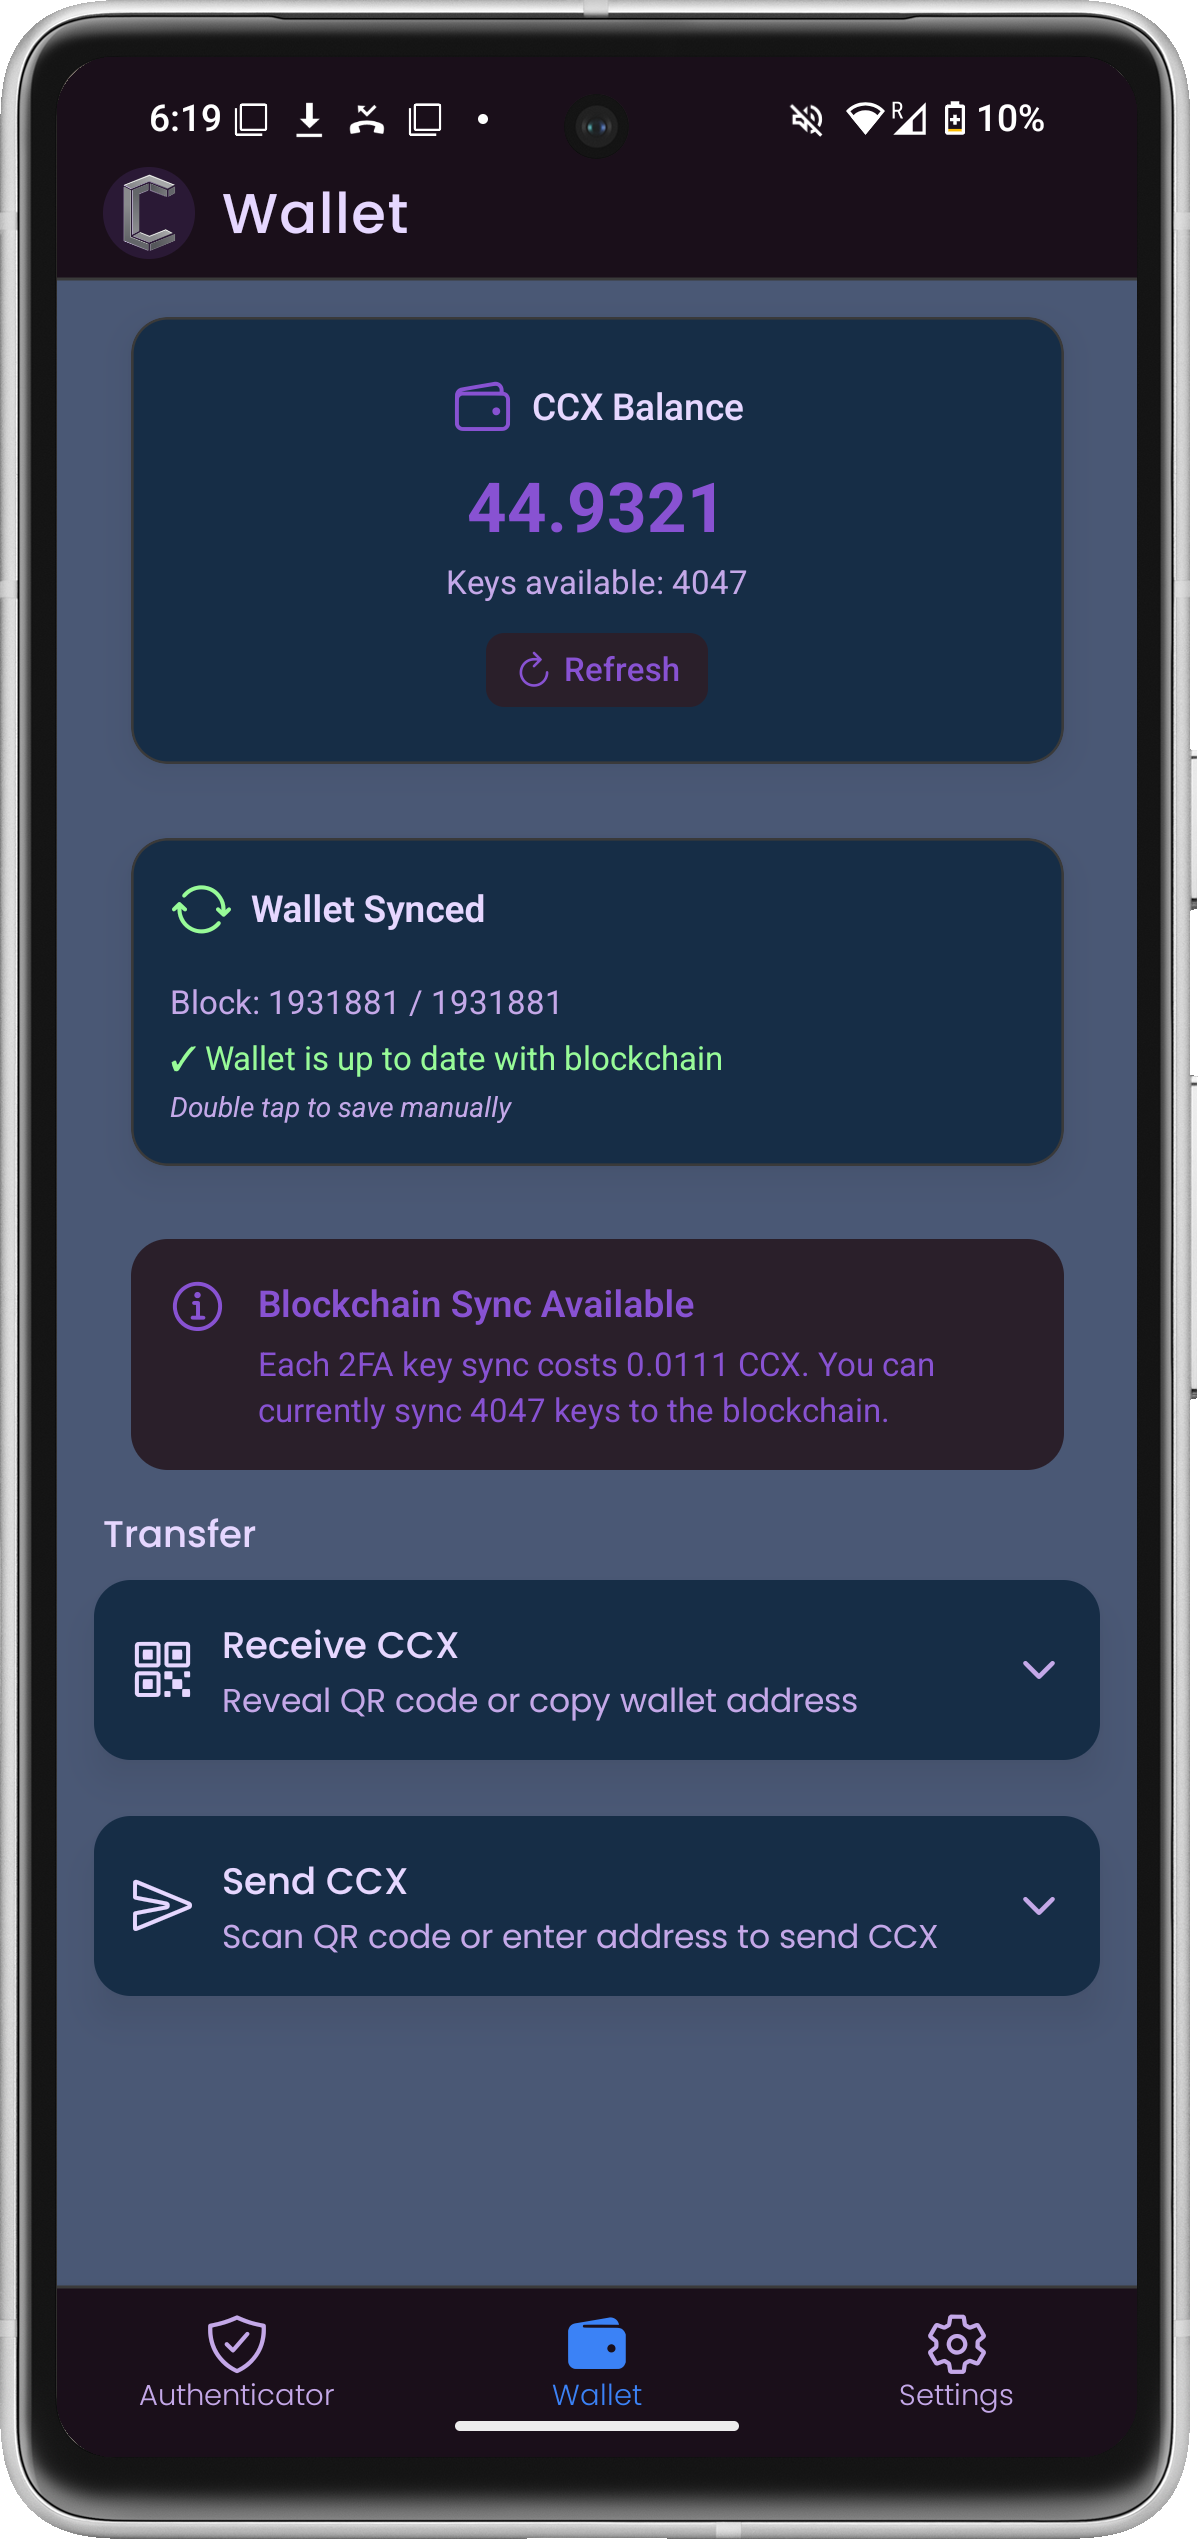 6:19
R
10%
Wallet
CCX Balance
44.9321
Keys available: 4047
Refresh
Wallet Synced
Block: 1931881 / 1931881
✓ Wallet is up to date with blockchain
Double tap to save manually
Blockchain Sync Available
Each 2FA key sync costs 0.0111 CCX. You can
currently sync 4047 keys to the blockchain.
Transfer
Receive CCX
Reveal QR code or copy wallet address
Send CCX
Scan QR code or enter address to send CCX
Authenticator
Wallet
Settings